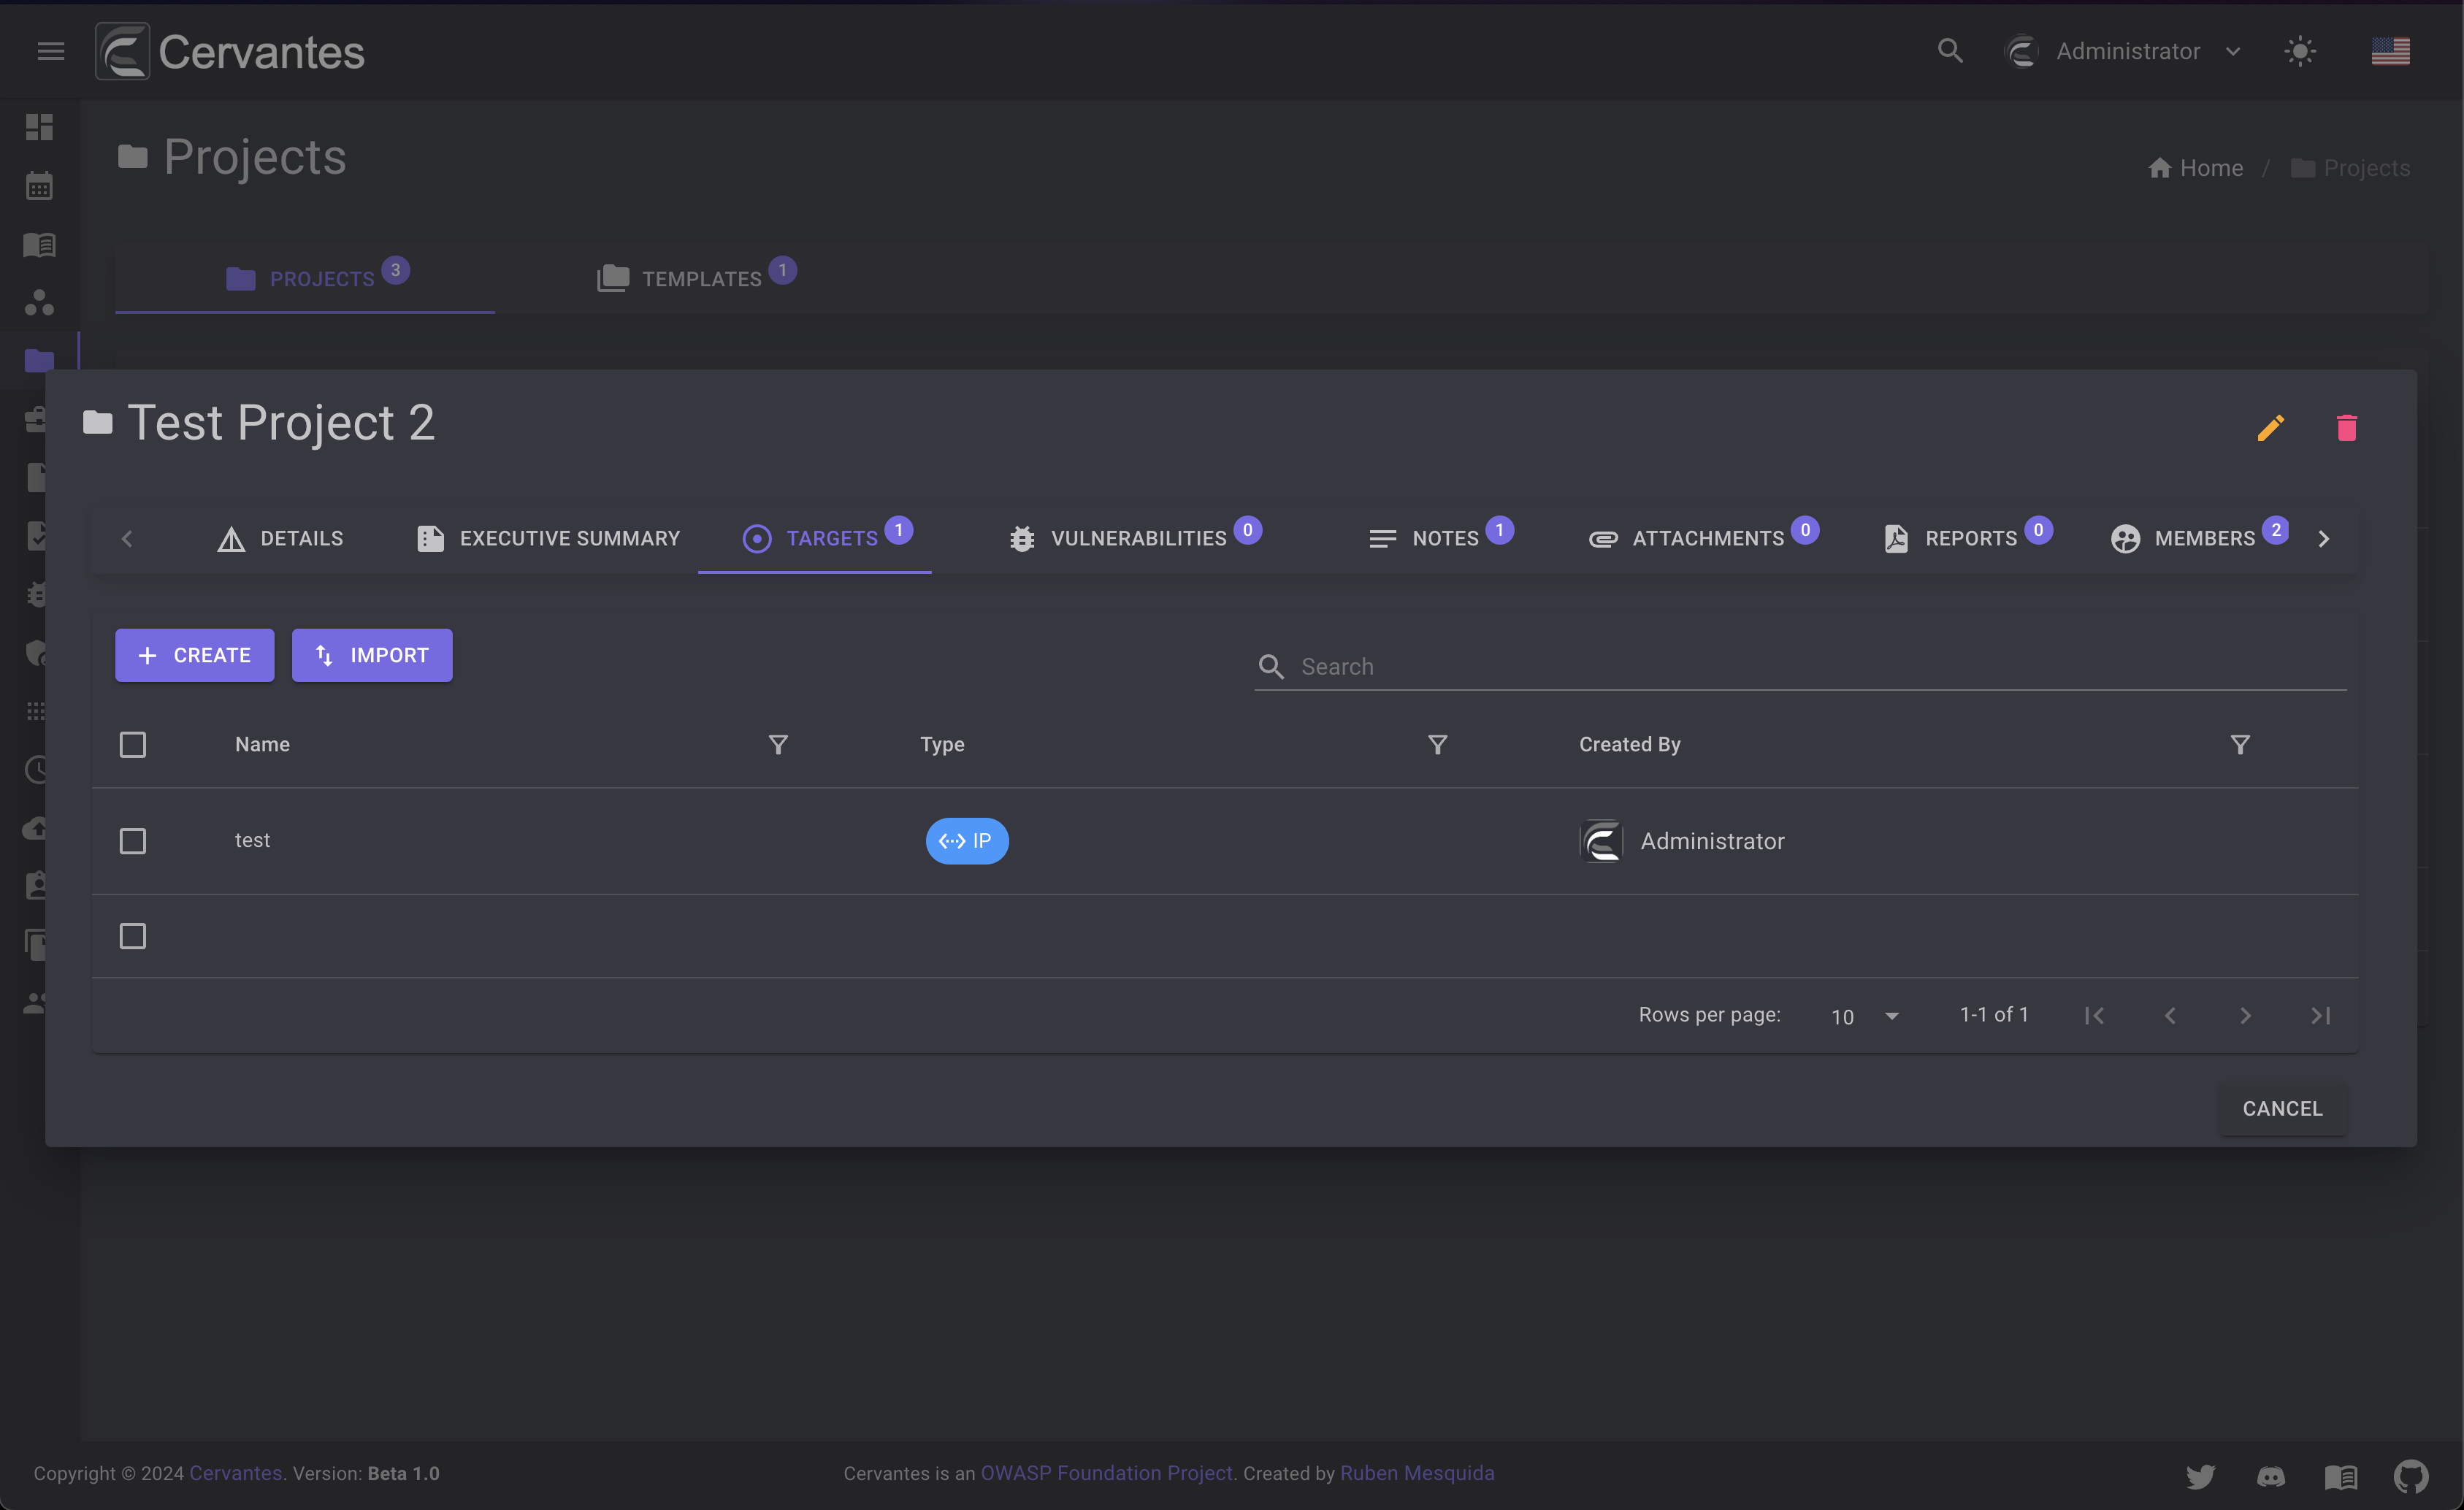 Cervantes
Administrator
Projects
Home / Projects
PROJECTS 3
TEMPLATES 1
Test Project 2
DETAILS
EXECUTIVE SUMMARY
TARGETS 1
VULNERABILITIES 0
NOTES 1
ATTACHMENTS 0
REPORTS 0
MEMBERS 2
CREATE
IMPORT
Search
Name
Type
Created By
test
IP
Administrator
Rows per page: 10 1-1 of 1
CANCEL
Copyright © 2024 Cervantes. Version: Beta 1.0
Cervantes is an OWASP Foundation Project. Created by Ruben Mesquida